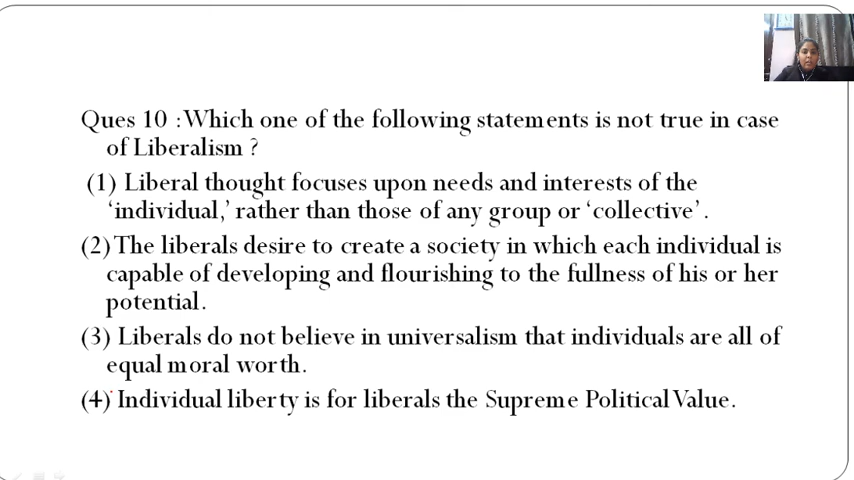 Ques 10 :Which one of the following statements is not true in case
of Liberalism ?
(1) Liberal thought focuses upon needs and interests of the
‘individual,’ rather than those of any group or ‘collective’.
(2)The liberals desire to create a society in which each individual is
capable of developing and flourishing to the fullness of his or her
potential.
(3) Liberals do not believe in universalism that individuals are all of
equal moral worth.
(4) Individual liberty is for liberals the Supreme Political Value.